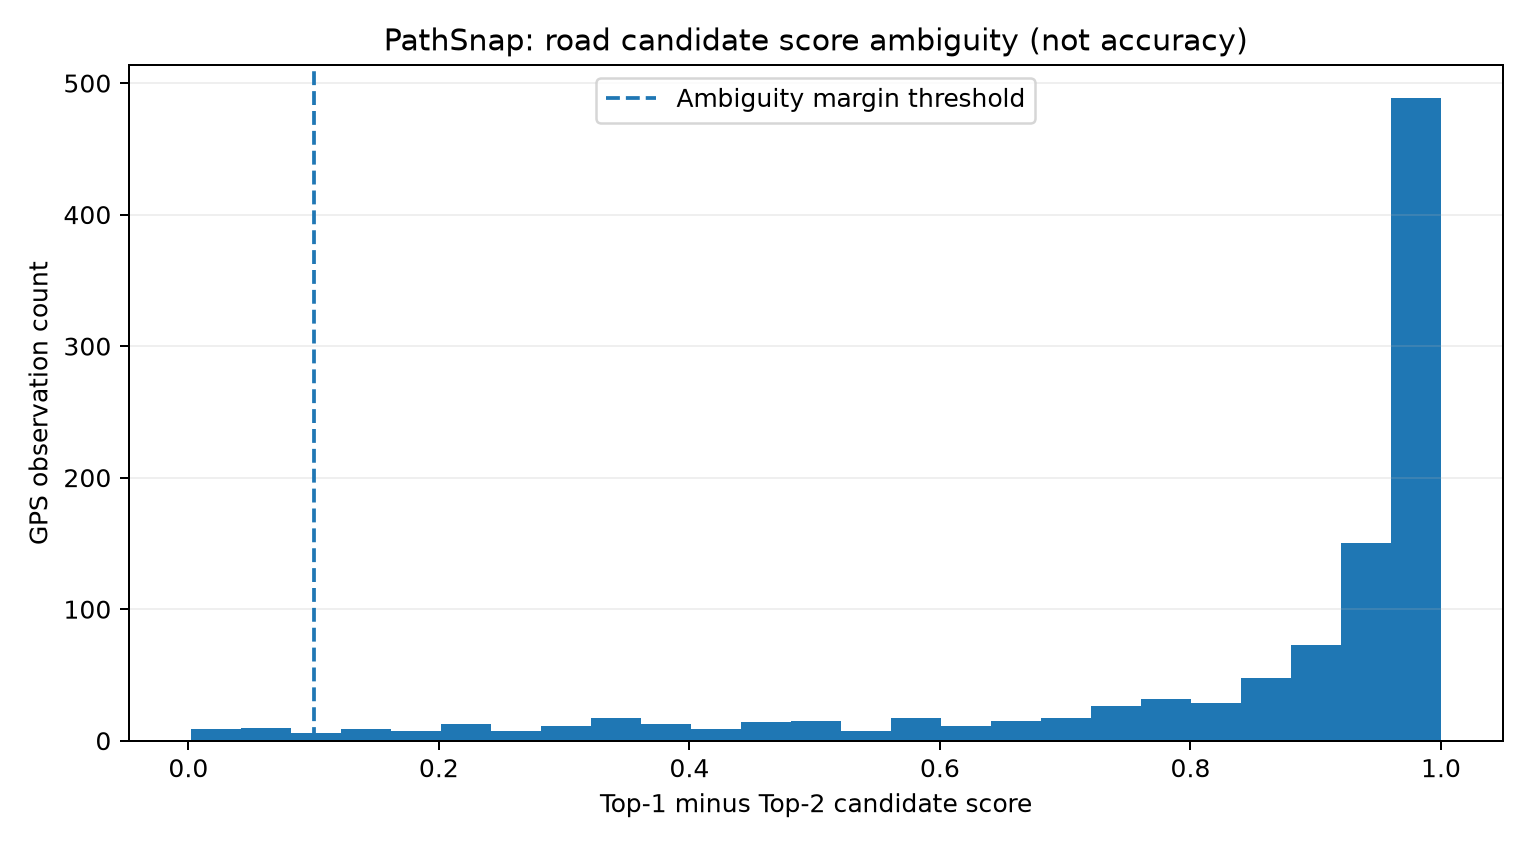 PathSnap: road candidate score ambiguity (not accuracy)
Ambiguity margin threshold
GPS observation count
500
400
300
200
100
0
0.0 0.2 0.4 0.6 0.8 1.0
Top-1 minus Top-2 candidate score